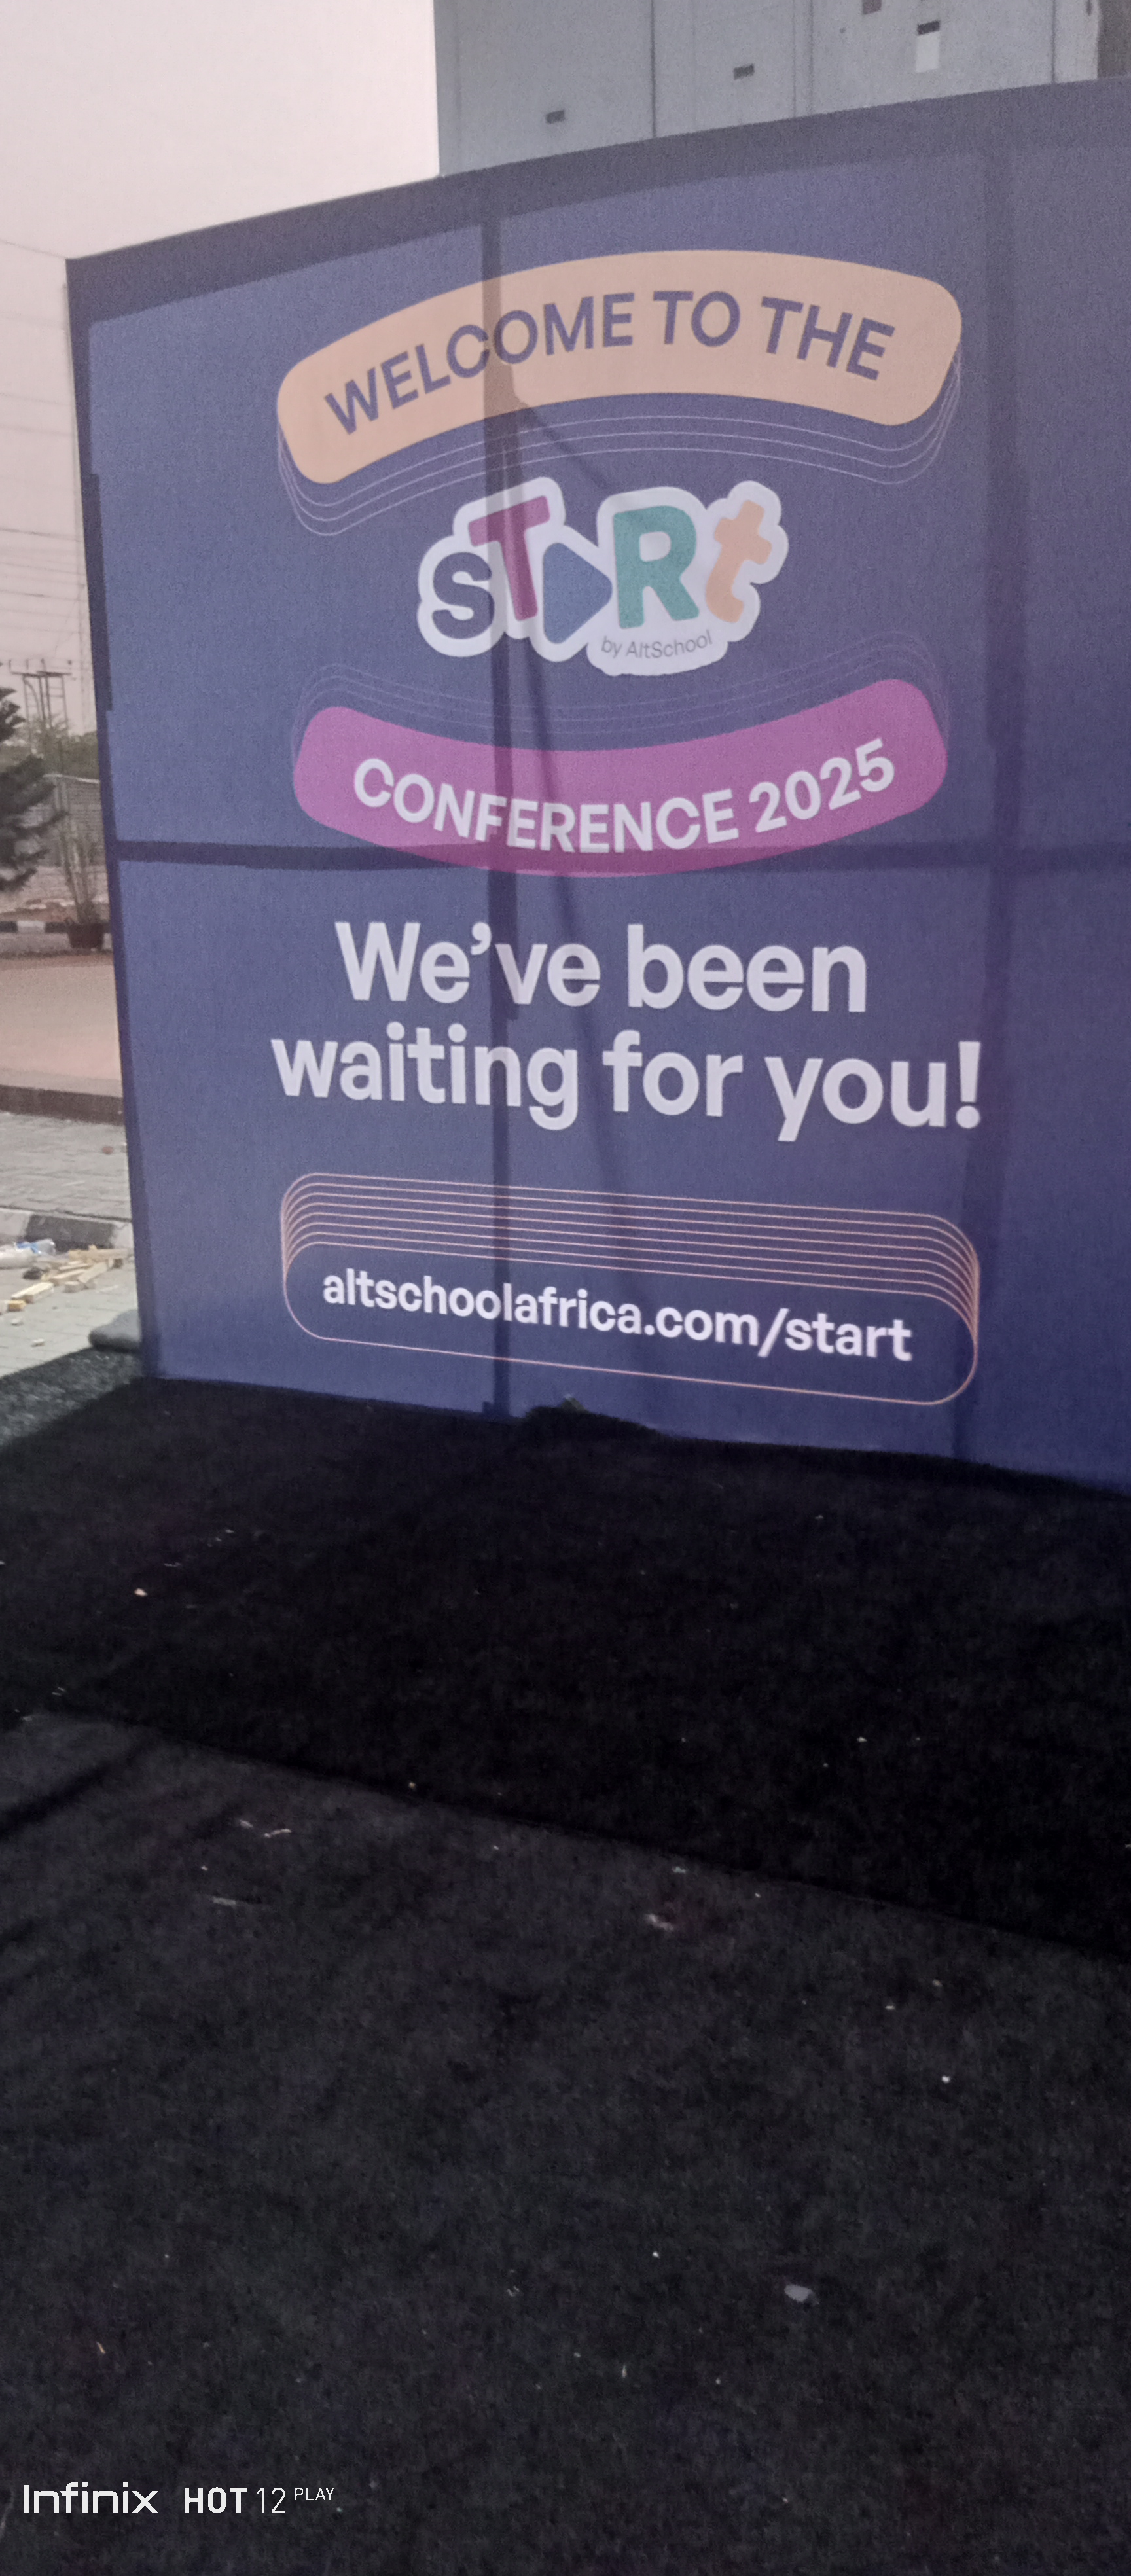 WELCOME TO THE
START
by AltSchool
CONFERENCE 2025
We've been
waiting for you!
altschoolafrica.com/start
Infinix HOT 12 PLAY